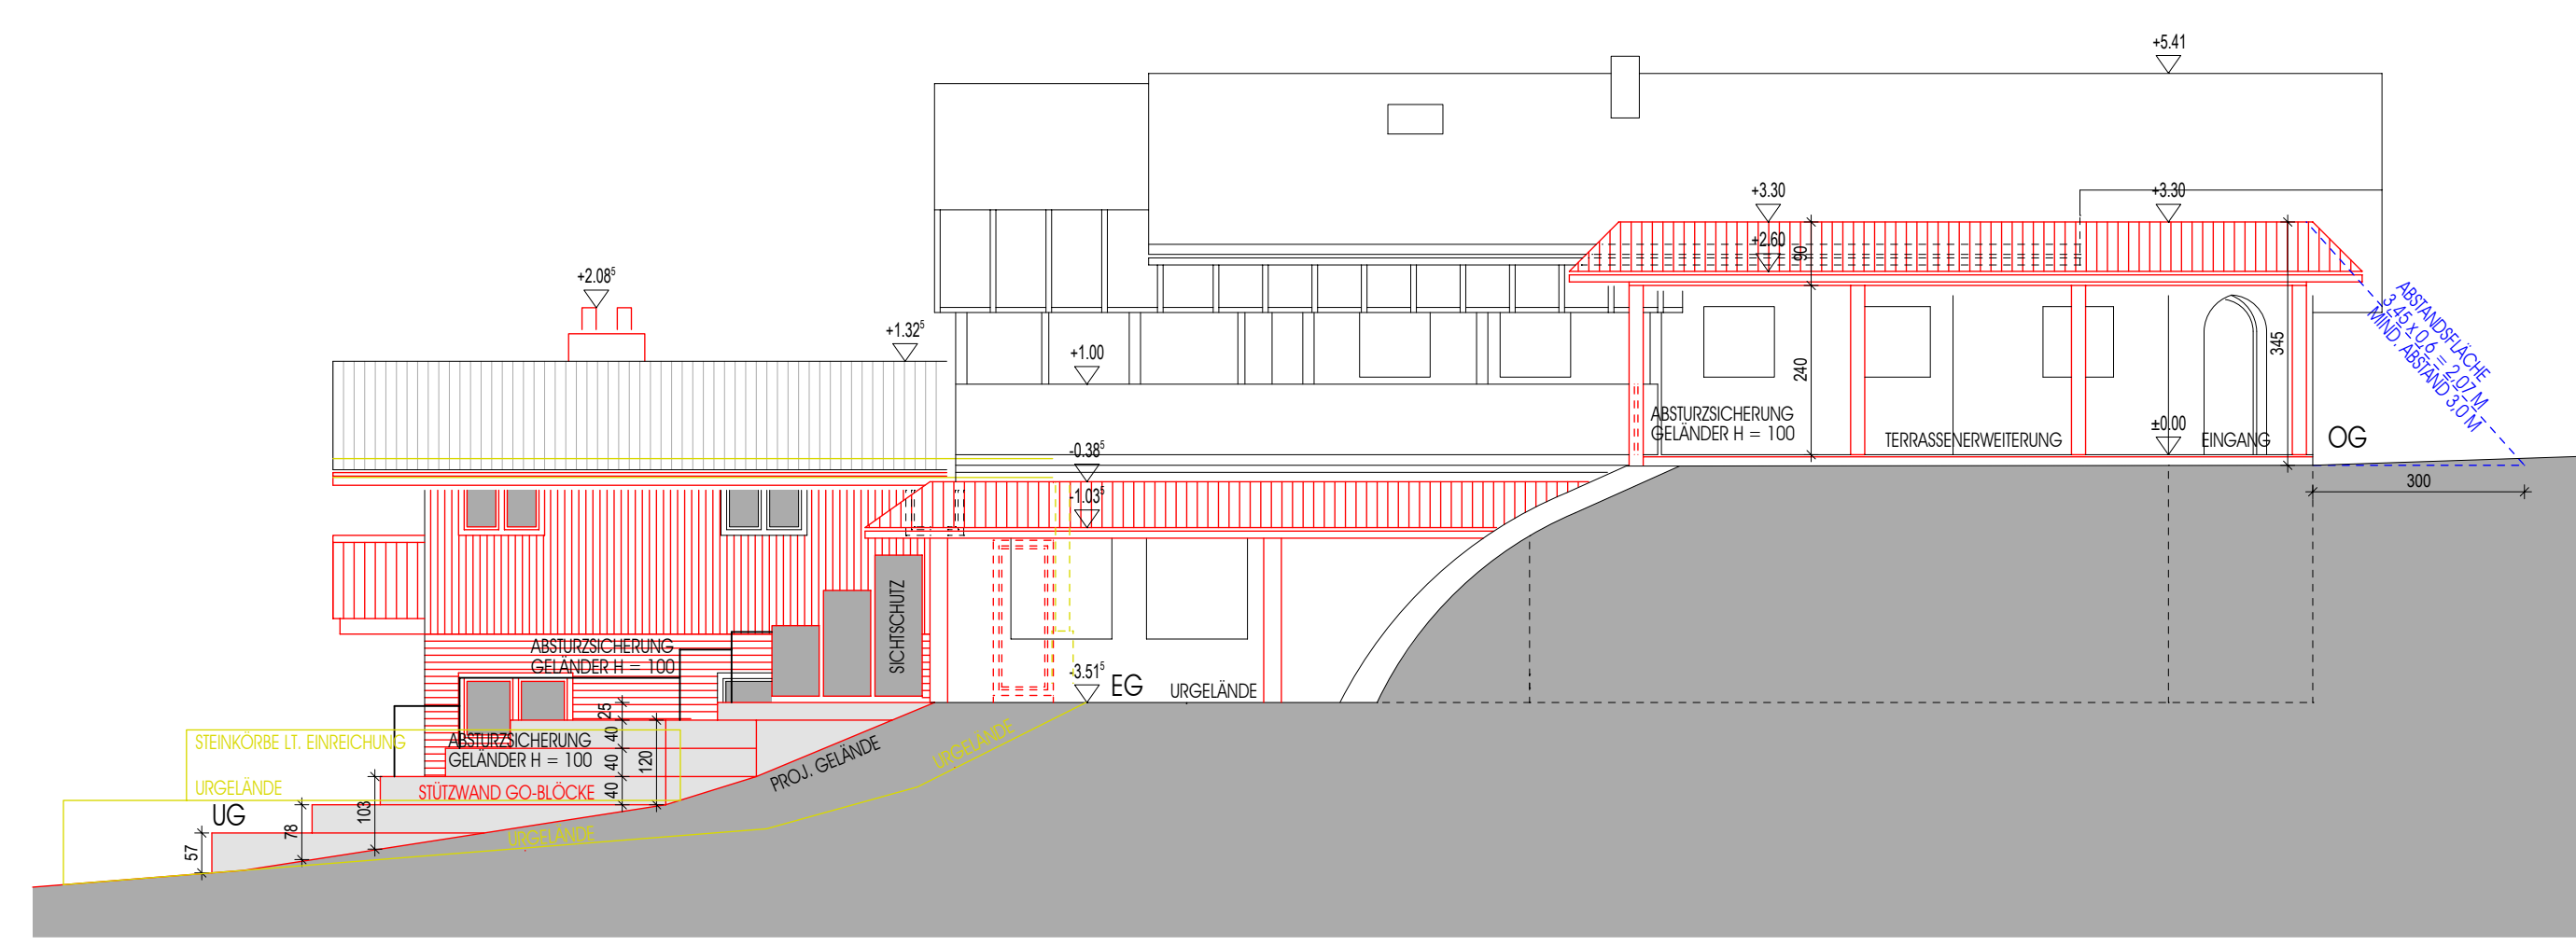 +5.41
+3.30
+3.30
+2.60
90
+2.08⁵
+1.32⁵
+1.00
240
345
ABSTANDSFLÄCHE
3,45 x 0,6 = 2,07 M
MIND. ABSTAND 3,0 M
ABSTURZSICHERUNG
GELÄNDER H = 100
TERRASSENERWEITERUNG
±0.00
EINGANG
OG
300
-0.38⁵
-1.03⁵
SICHTSCHUTZ
ABSTURZSICHERUNG
GELÄNDER H = 100
-3.51⁵
EG
URGELÄNDE
25
40
40
40
120
STEINKÖRBE LT. EINREICHUNG
ABSTURZSICHERUNG
GELÄNDER H = 100
PROJ. GELÄNDE
URGELÄNDE
URGELÄNDE
STÜTZWAND GO-BLÖCKE
UG
103
78
57
URGELÄNDE